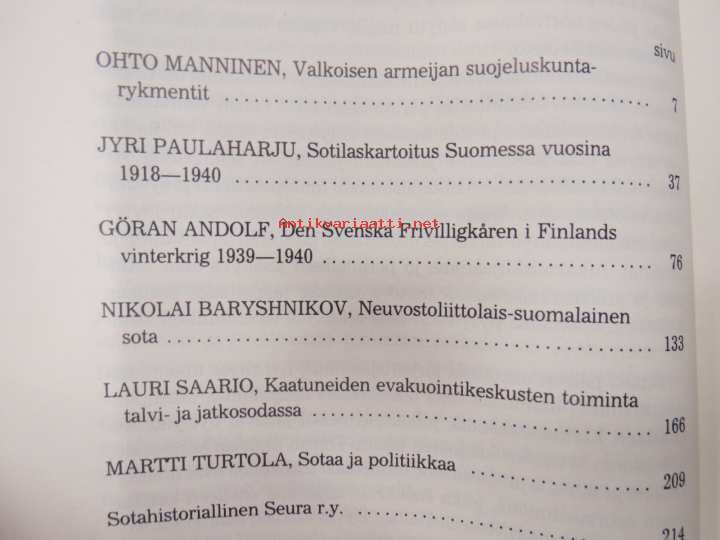 sivu
OHTO MANNINEN, Valkoisen armeijan suojeluskunta-
rykmentit ........................................ 7
JYRI PAULAHARJU, Sotilaskartoitus Suomessa vuosina
1918—1940 ........................................ 37
Antikvariaatti.net
GÖRAN ANDOLF, Den Svenska Frivilligkåren i Finlands
vinterkrig 1939—1940 ........................................ 76
NIKOLAI BARYSHNIKOV, Neuvostoliittolais-suomalainen
sota ........................................ 133
LAURI SAARIO, Kaatuneiden evakuointikeskusten toiminta
talvi- ja jatkosodassa ........................................ 166
MARTTI TURTOLA, Sotaa ja politiikkaa .................... 209
Sotahistoriallinen Seura r.y. .................... 214